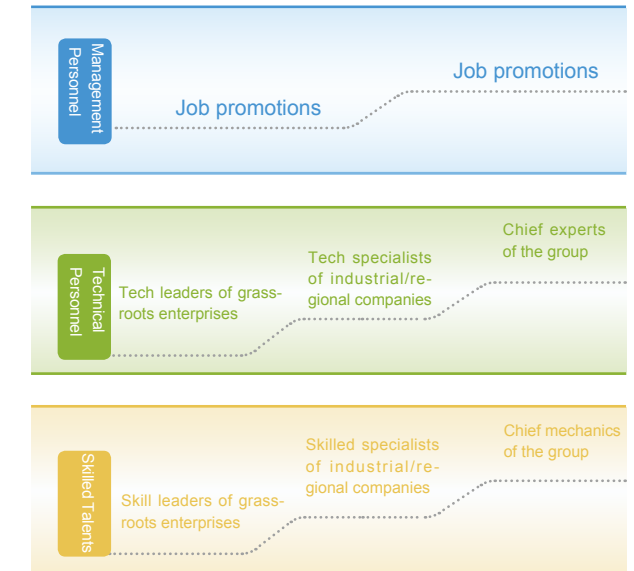 Management
Personnel
Job promotions
Job promotions
Technical
Personnel
Tech leaders of grass-
roots enterprises
Tech specialists
of industrial/re-
gional companies
Chief experts
of the group
Skilled Talents
Skill leaders of grass-
roots enterprises
Skilled specialists
of industrial/re-
gional companies
Chief mechanics
of the group